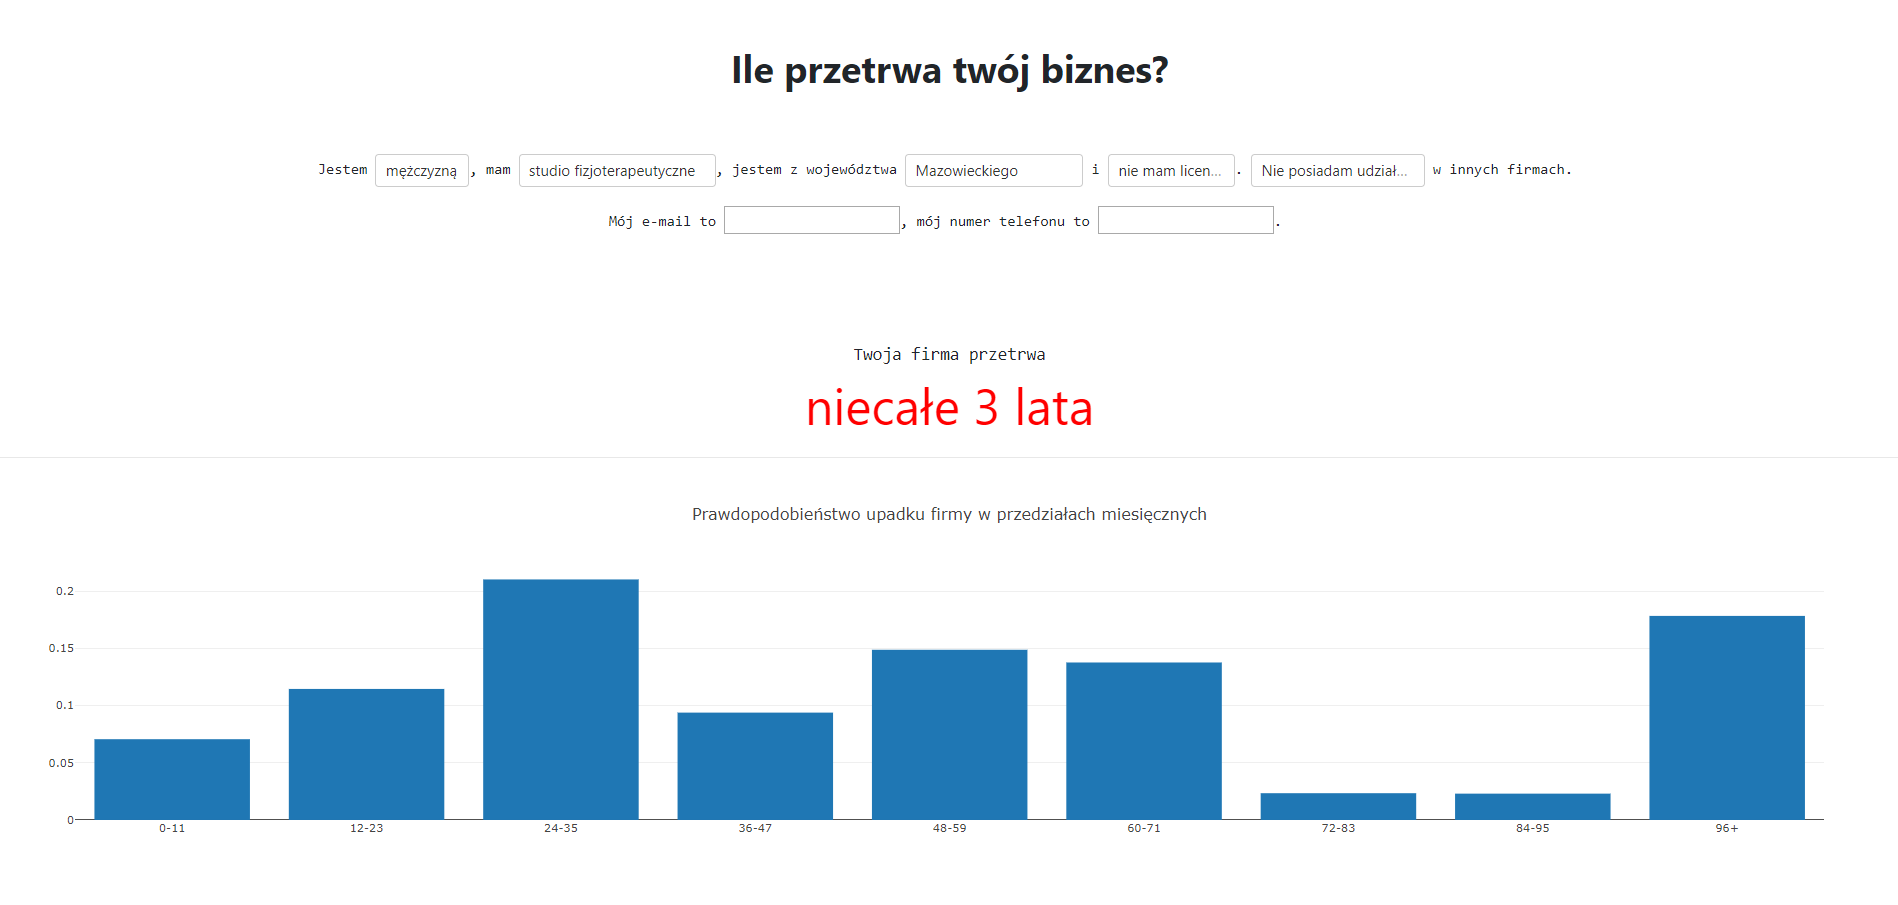 Ile przetrwa twój biznes?
Jestem mężczyzną, mam studio fizjoterapeutyczne, jestem z województwa Mazowieckiego i nie mam licen... . Nie posiadam udział... w innych firmach.
Mój e-mail to , mój numer telefonu to .
Twoja firma przetrwa
niecałe 3 lata
Prawdopodobieństwo upadku firmy w przedziałach miesięcznych
0.2
0.15
0.1
0.05
0
0-11 12-23 24-35 36-47 48-59 60-71 72-83 84-95 96+